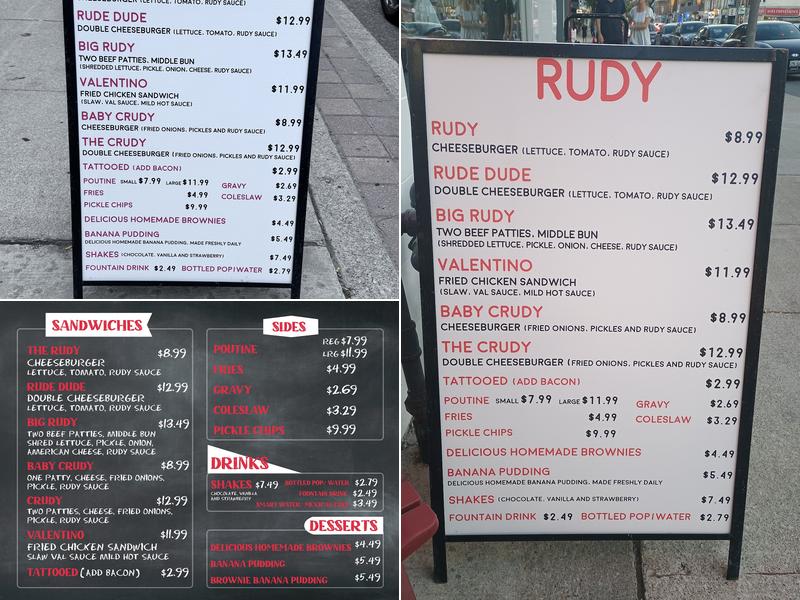 CHEESEBURGER (LETTUCE. TOMATO. RUDY SAUCE)
RUDE DUDE $12.99
DOUBLE CHEESEBURGER (LETTUCE. TOMATO. RUDY SAUCE)
BIG RUDY $13.49
TWO BEEF PATTIES. MIDDLE BUN
(SHREDDED LETTUCE. PICKLE. ONION. CHEESE. RUDY SAUCE)
VALENTINO $11.99
FRIED CHICKEN SANDWICH
(SLAW. VAL SAUCE. MILD HOT SAUCE)
BABY CRUDY $8.99
CHEESEBURGER (FRIED ONIONS. PICKLES AND RUDY SAUCE)
THE CRUDY $12.99
DOUBLE CHEESEBURGER (FRIED ONIONS. PICKLES AND RUDY SAUCE)
TATTOOED (ADD BACON) $2.99
POUTINE SMALL $7.99 LARGE $11.99 GRAVY $2.69
FRIES $4.99 COLESLAW $3.29
PICKLE CHIPS $9.99
DELICIOUS HOMEMADE BROWNIES $4.49
BANANA PUDDING $5.49
DELICIOUS HOMEMADE BANANA PUDDING. MADE FRESHLY DAILY
SHAKES (CHOCOLATE. VANILLA AND STRAWBERRY) $7.49
FOUNTAIN DRINK $2.49 BOTTLED POP/WATER $2.79
SANDWICHES
THE RUDY $8.99
CHEESEBURGER
LETTUCE, TOMATO, RUDY SAUCE
RUDE DUDE $12.99
DOUBLE CHEESEBURGER
LETTUCE, TOMATO, RUDY SAUCE
BIG RUDY $13.49
TWO BEEF PATTIES, MIDDLE BUN
SHRED LETTUCE, PICKLE, ONION,
AMERICAN CHEESE, RUDY SAUCE
BABY CRUDY $8.99
ONE PATTY, CHEESE, FRIED ONIONS,
PICKLE, RUDY SAUCE
CRUDY $12.99
TWO PATTIES, CHEESE, FRIED ONIONS,
PICKLE, RUDY SAUCE
VALENTINO $11.99
FRIED CHICKEN SANDWICH
SLAW VAL SAUCE MILD HOT SAUCE
TATTOOED (ADD BACON) $2.99
SIDES
POUTINE REG $7.99
LRG $11.99
FRIES $4.99
GRAVY $2.69
COLESLAW $3.29
PICKLE CHIPS $9.99
DRINKS
SHAKES $7.49
CHOCOLATE, VANILLA
AND STRAWBERRY
BOTTLED POP/ WATER $2.79
FOUNTAIN DRINK $2.49
SMART WATER/ MEXICAN COKE $3.49
DESSERTS
DELICIOUS HOMEMADE BROWNIES $4.49
BANANA PUDDING $5.49
BROWNIE BANANA PUDDING $5.49
RUDY
RUDY $8.99
CHEESEBURGER (LETTUCE. TOMATO. RUDY SAUCE)
RUDE DUDE $12.99
DOUBLE CHEESEBURGER (LETTUCE. TOMATO. RUDY SAUCE)
BIG RUDY $13.49
TWO BEEF PATTIES. MIDDLE BUN
(SHREDDED LETTUCE. PICKLE. ONION. CHEESE. RUDY SAUCE)
VALENTINO $11.99
FRIED CHICKEN SANDWICH
(SLAW. VAL SAUCE. MILD HOT SAUCE)
BABY CRUDY $8.99
CHEESEBURGER (FRIED ONIONS. PICKLES AND RUDY SAUCE)
THE CRUDY $12.99
DOUBLE CHEESEBURGER (FRIED ONIONS. PICKLES AND RUDY SAUCE)
TATTOOED (ADD BACON) $2.99
POUTINE SMALL $7.99 LARGE $11.99 GRAVY $2.69
FRIES $4.99 COLESLAW $3.29
PICKLE CHIPS $9.99
DELICIOUS HOMEMADE BROWNIES $4.49
BANANA PUDDING $5.49
DELICIOUS HOMEMADE BANANA PUDDING. MADE FRESHLY DAILY
SHAKES (CHOCOLATE. VANILLA AND STRAWBERRY) $7.49
FOUNTAIN DRINK $2.49 BOTTLED POP/WATER $2.79